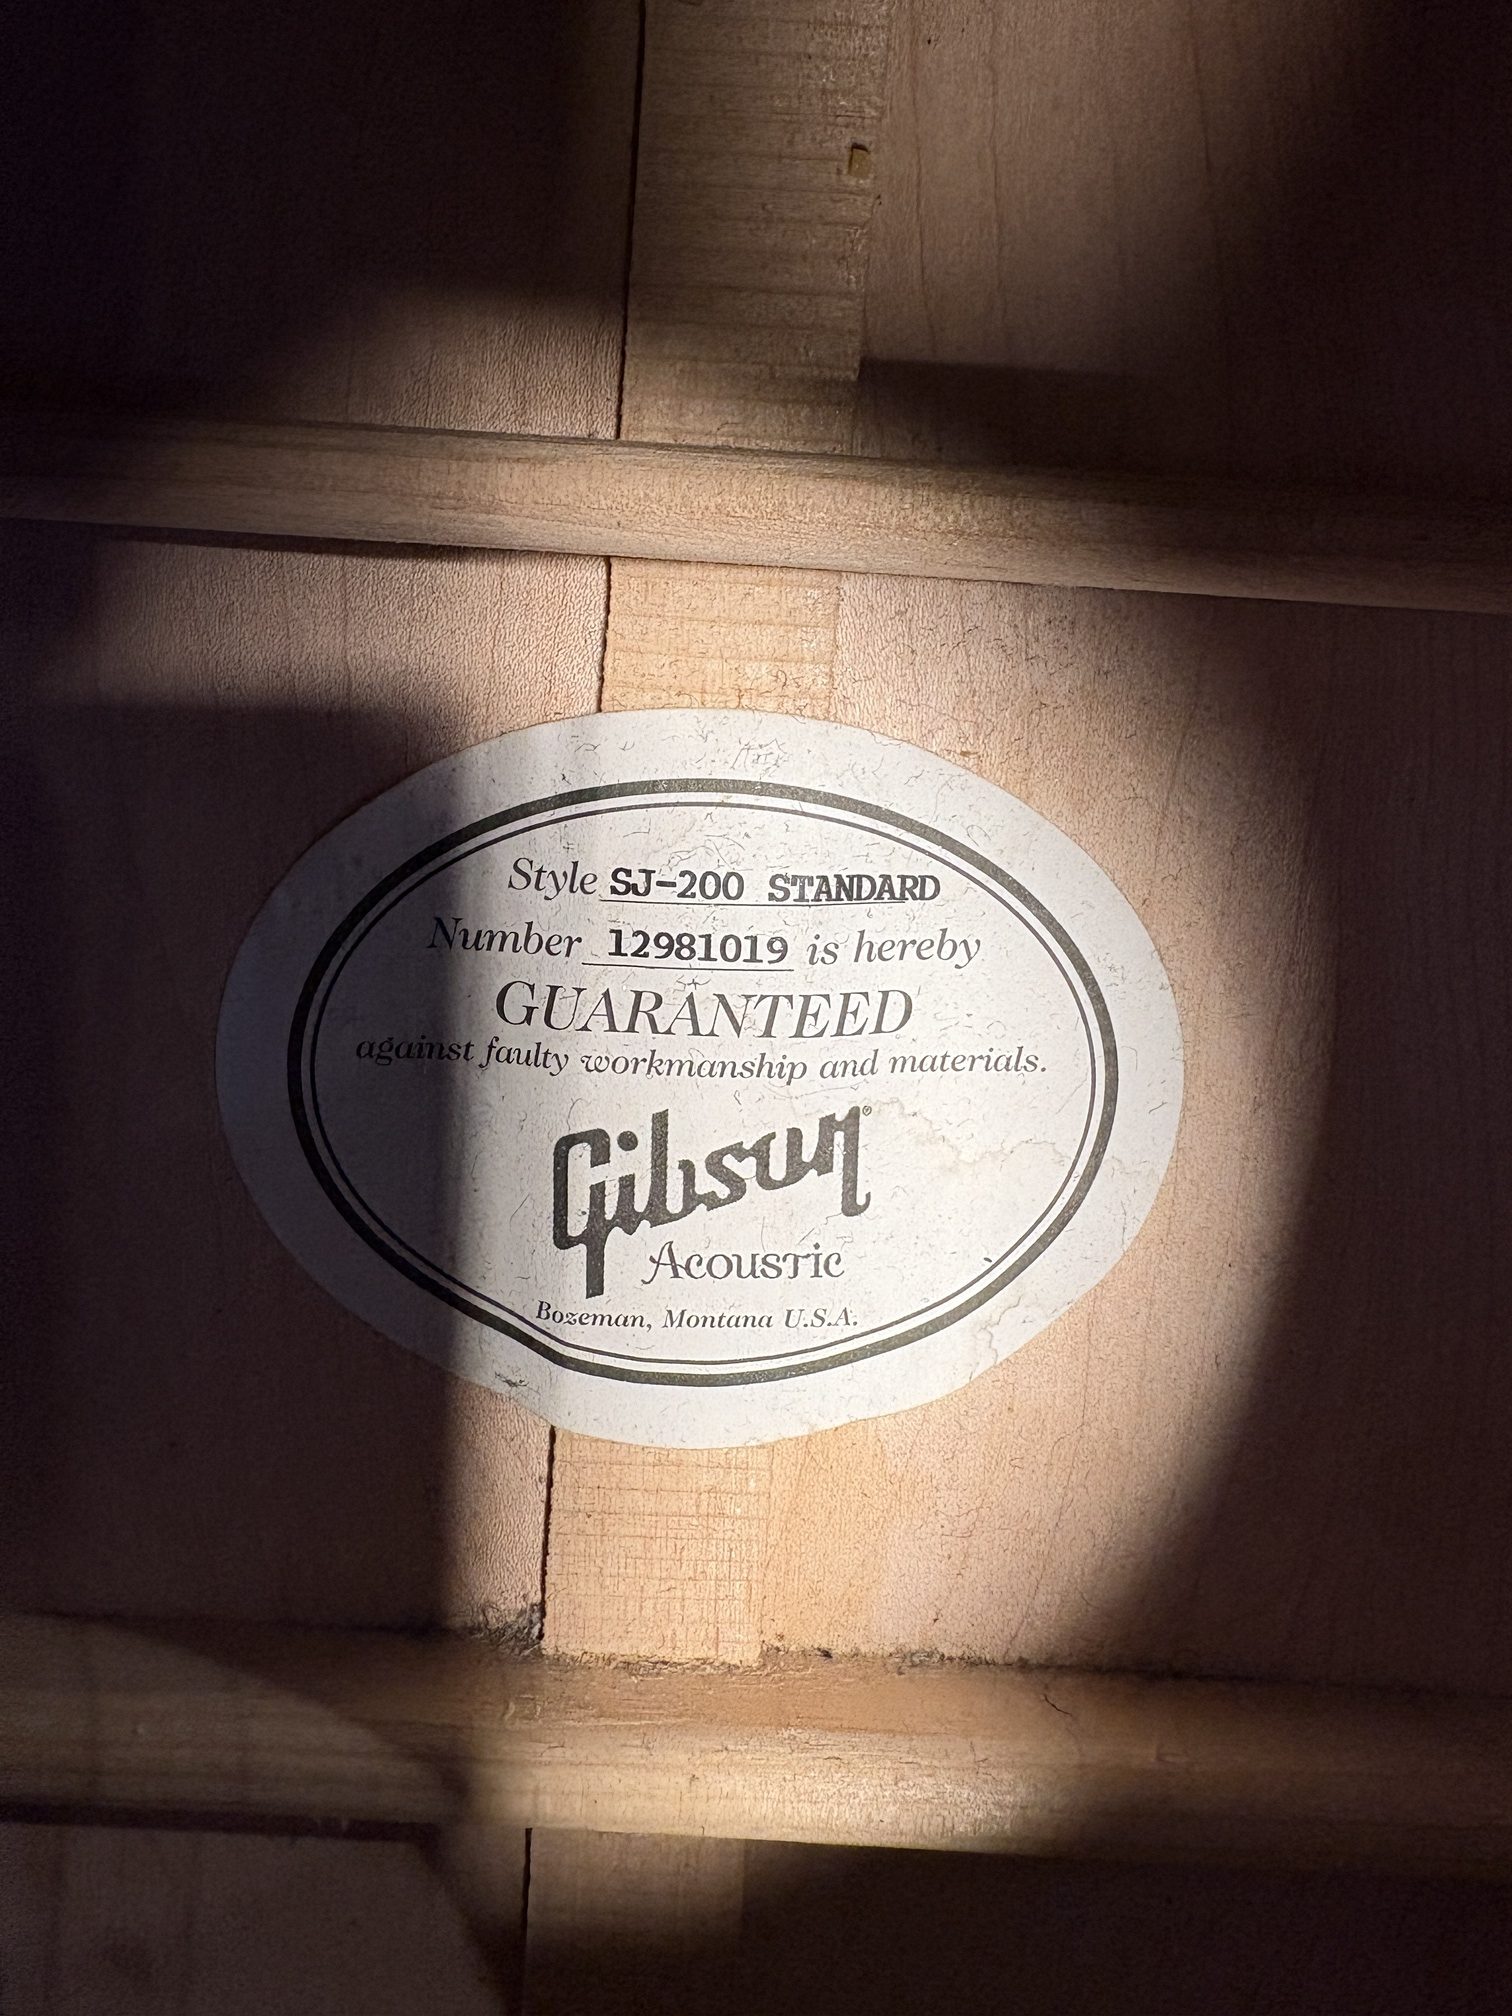 Style SJ-200 STANDARD
Number 12981019 is hereby
GUARANTEED
against faulty workmanship and materials.
Gibson®
Acoustic
Bozeman, Montana U.S.A.